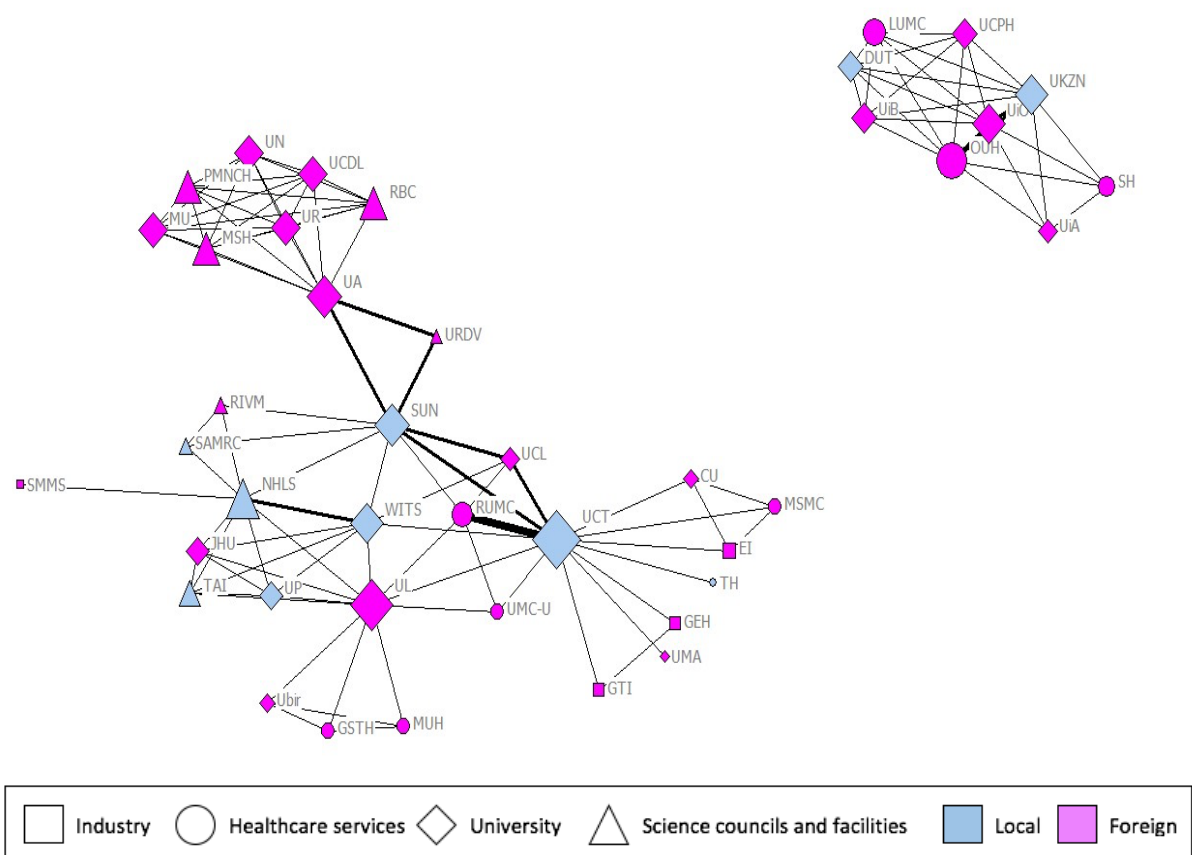 LUMC
UCPH
DUT
UKZN
UiB
UiO
OUH
SH
UiA
UN
PMNCH
UCDL
RBC
MU
UR
MSH
UA
URDV
RIVM
SUN
SAMRC
UCL
SMMS
NHLS
CU
WITS
RUMC
UCT
MSMC
JHU
EI
TAI
UP
UL
TH
UMC-U
GEH
UMA
GTI
Ubir
GSTH
MUH
Industry
Healthcare services
University
Science councils and facilities
Local
Foreign